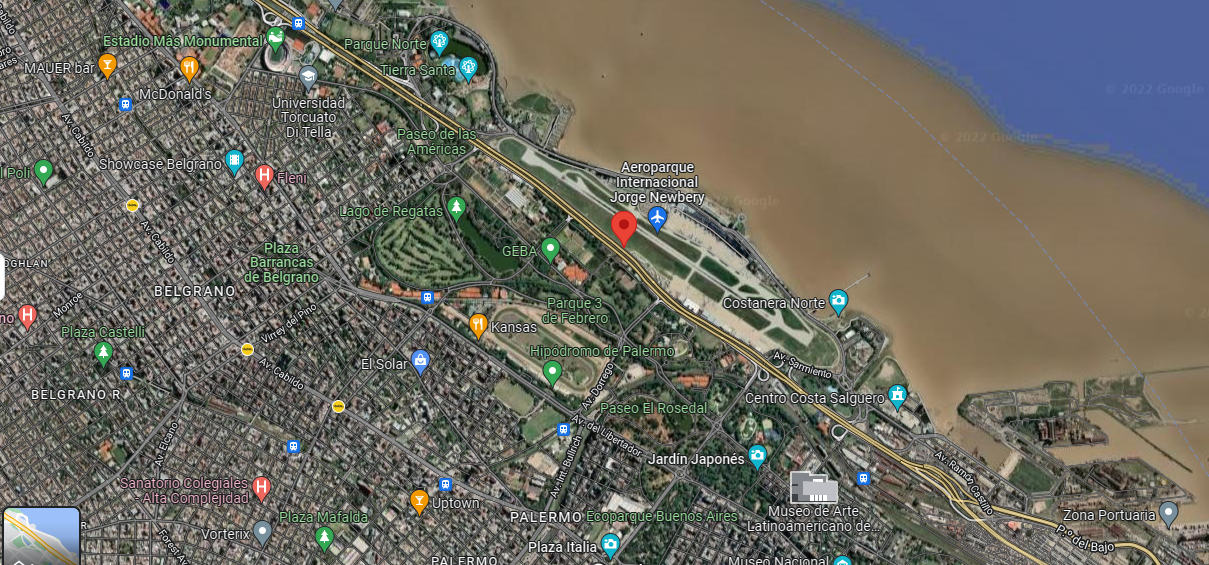 Estadio Mâs Monumental
Parque Norte
MAUER bar
Tierra Santa
McDonald's
Universidad
Torcuato
Di Tella
Av. Cabildo
Paseo de las
Américas
Showcase Belgrano
Fleni
Aeroparque
Internacional
Jorge Newbery
© 2022 Google
© 2022 Google
Lago de Regatas
GEBA
Av. Cabildo
Plaza
Barrancas
de Belgrano
BELGRANO
Monroe
Virrey del Pino
Parque 3
de Febrero
Costanera Norte
Kansas
Plaza Castelli
El Solar
Hipódromo de Palermo
Av. Sarmiento
Av. Cabildo
Av. Dorrego
BELGRANO R
Centro Costa Salguero
Paseo El Rosedal
Av. del Libertador
Av. Elcano
Av. Int. Bullrich
Jardín Japonés
Av. Ramón Castillo
Sanatorio Colegiales
- Alta Complejidad
Uptown
Plaza Mafalda
PALERMO
Ecoparque Buenos Aires
Museo de Arte
Latinoamericano de...
Zona Portuaria
Vorterix
P.º del Bajo
Plaza Italia
PALERMO
Museo Nacional